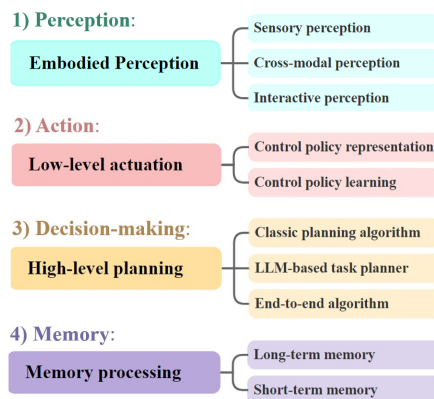 1) Perception:
Embodied Perception
Sensory perception
Cross-modal perception
Interactive perception
2) Action:
Low-level actuation
Control policy representation
Control policy learning
3) Decision-making:
High-level planning
Classic planning algorithm
LLM-based task planner
End-to-end algorithm
4) Memory:
Memory processing
Long-term memory
Short-term memory